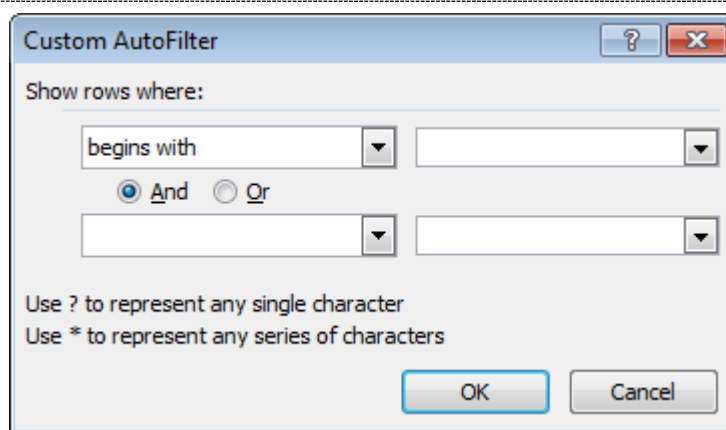 Custom AutoFilter
?
Show rows where:
begins with
And Or
Use ? to represent any single character
Use * to represent any series of characters
OK Cancel